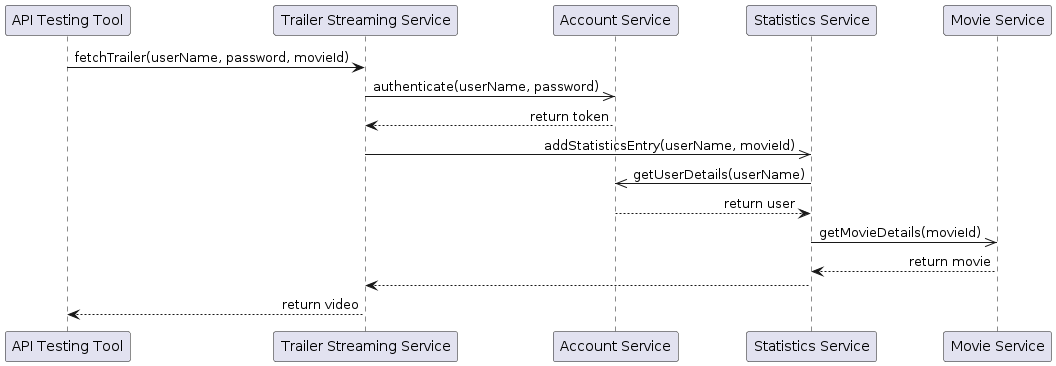 API Testing Tool
Trailer Streaming Service
Account Service
Statistics Service
Movie Service
fetchTrailer(userName, password, movieId)
authenticate(userName, password)
return token
addStatisticsEntry(userName, movieId)
getUserDetails(userName)
return user
getMovieDetails(movieId)
return movie
return video
API Testing Tool
Trailer Streaming Service
Account Service
Statistics Service
Movie Service